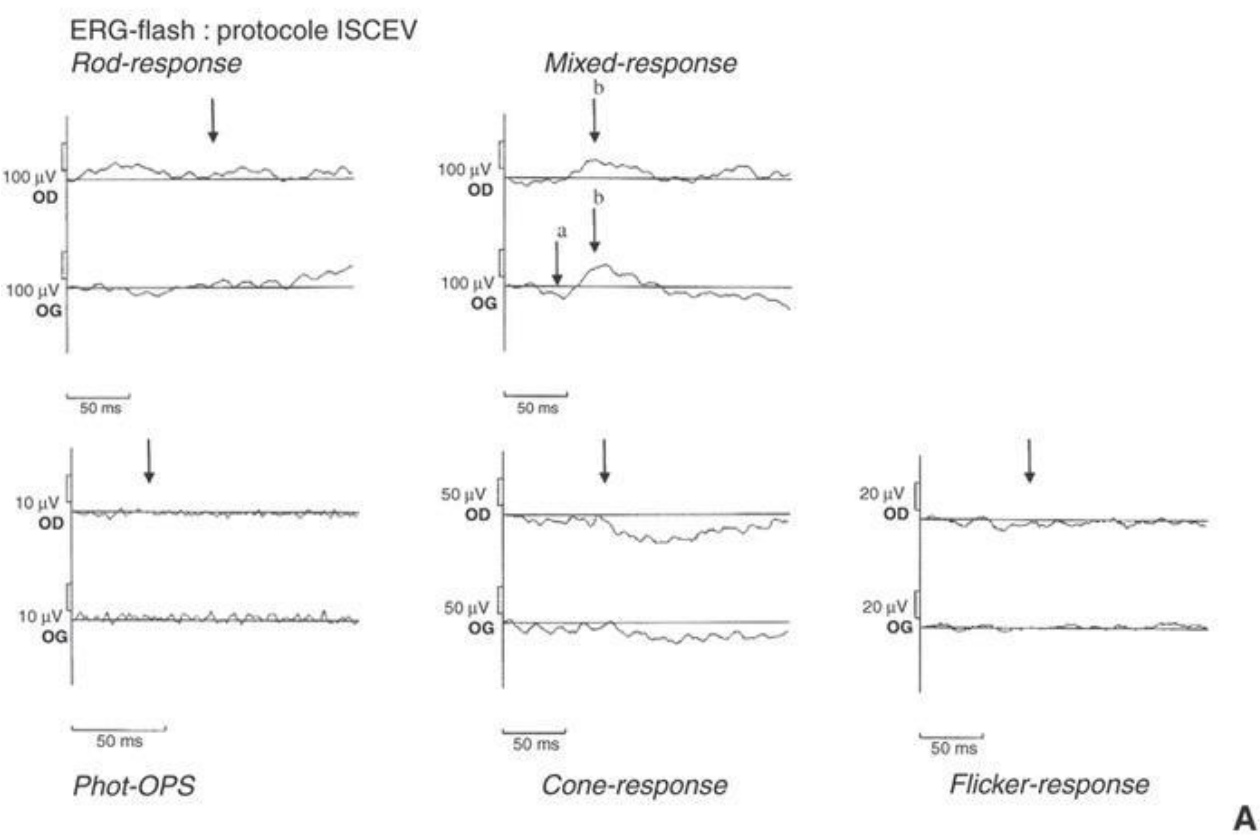 ERG-flash : protocole ISCEV
Rod-response
100 µV
OD
100 µV
OG
50 ms
Mixed-response
b
100 µV
OD
b
a
100 µV
OG
50 ms
10 µV
OD
10 µV
OG
50 ms
Phot-OPS
50 µV
OD
50 µV
OG
50 ms
Cone-response
20 µV
OD
20 µV
OG
50 ms
Flicker-response
A